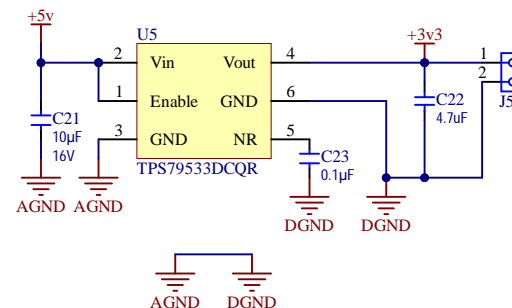 +5v
U5
+3v3
2 Vin Vout 4
1 Enable GND 6
3 GND NR 5
TPS79533DCQR
C21
10µF
16V
C22
4.7uF
C23
0.1µF
1
2
J5
AGND
AGND
DGND
DGND
AGND
DGND